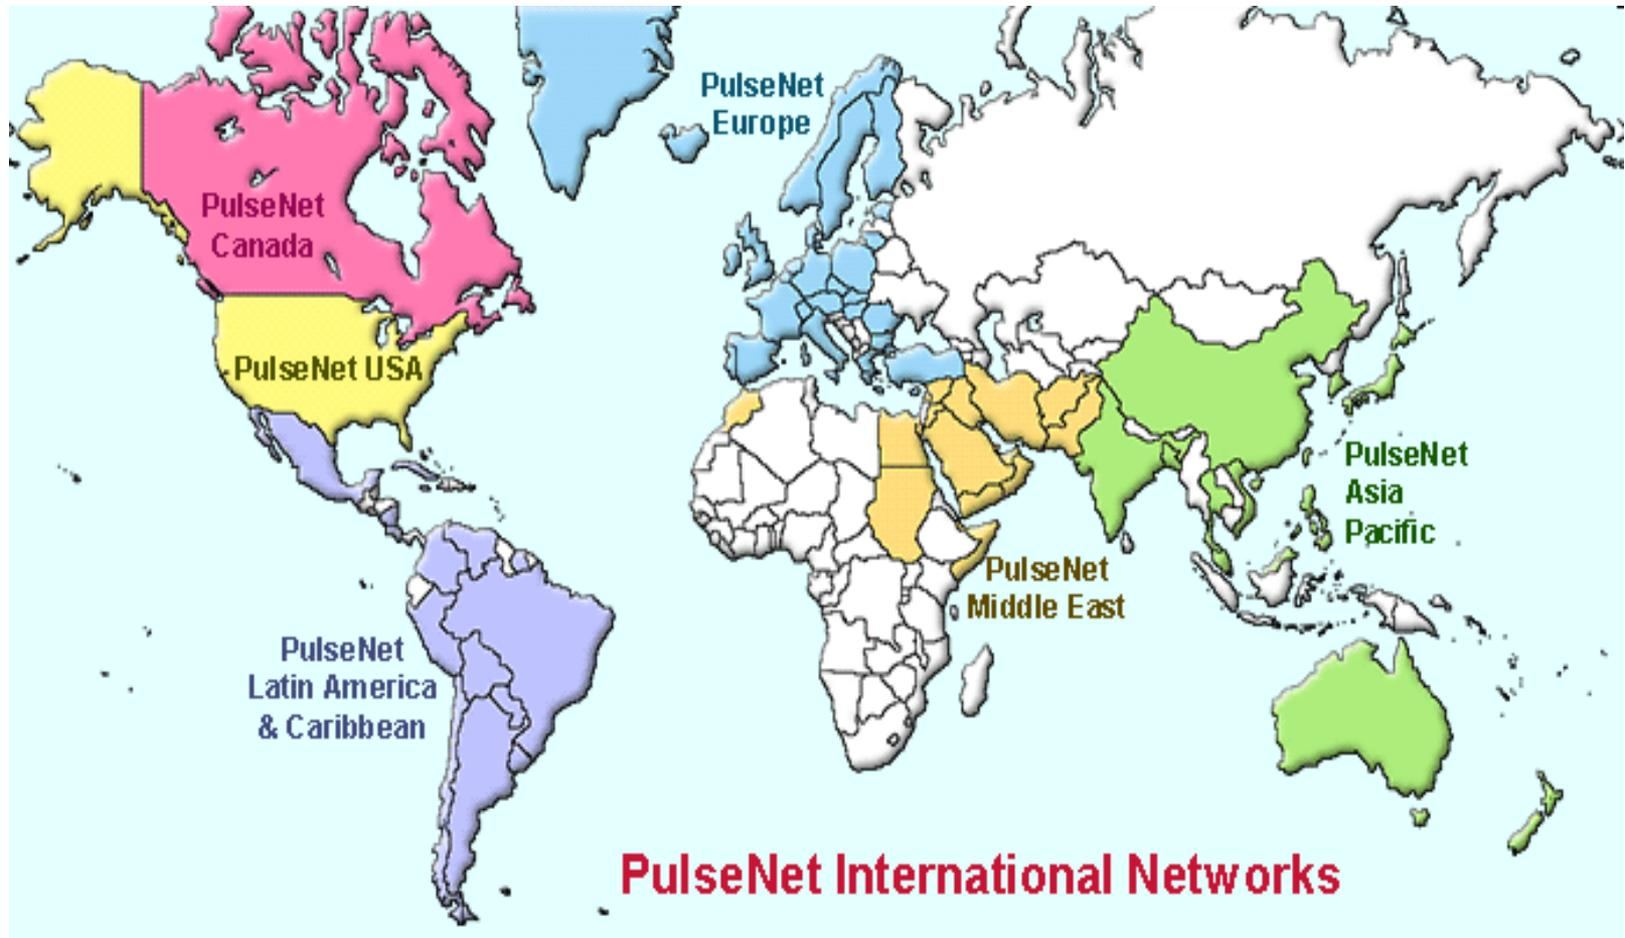 PulseNet
Europe
PulseNet
Canada
PulseNet USA
PulseNet
Asia
Pacific
PulseNet
Middle East
PulseNet
Latin America
& Caribbean
PulseNet International Networks